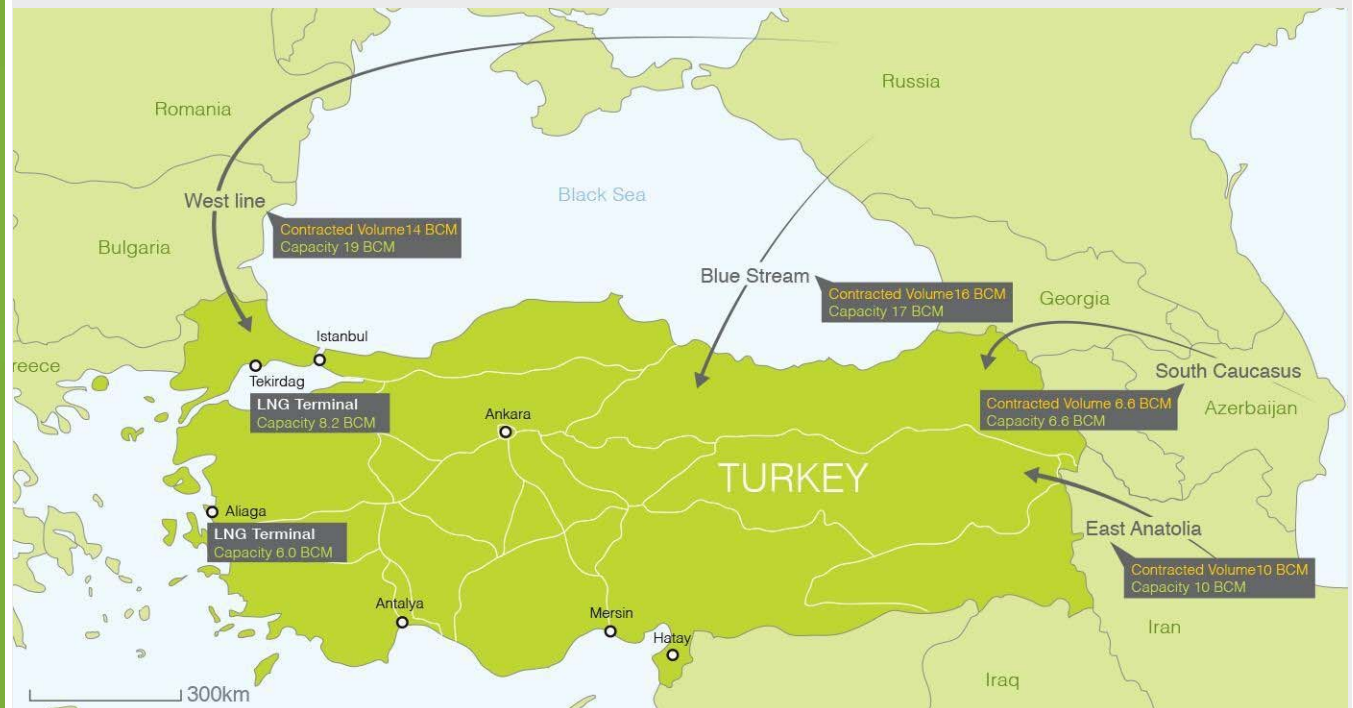 Russia
Romania
Black Sea
West line
Contracted Volume14 BCM
Capacity 19 BCM
Bulgaria
Blue Stream
Contracted Volume16 BCM
Capacity 17 BCM
Georgia
Istanbul
reece
Tekirdag
LNG Terminal
Capacity 8.2 BCM
South Caucasus
Contracted Volume 6.6 BCM
Capacity 6.6 BCM
Azerbaijan
Ankara
TURKEY
Aliaga
LNG Terminal
Capacity 6.0 BCM
East Anatolia
Contracted Volume10 BCM
Capacity 10 BCM
Antalya
Mersin
Hatay
Iran
Iraq
300km